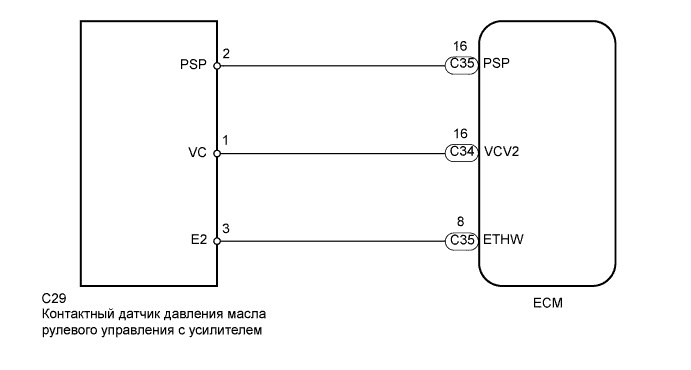 2 16
PSP C35 PSP
1 16
VC C34 VCV2
3 8
E2 C35 ETHW
C29
Контактный датчик давления масла
рулевого управления с усилителем
ECM